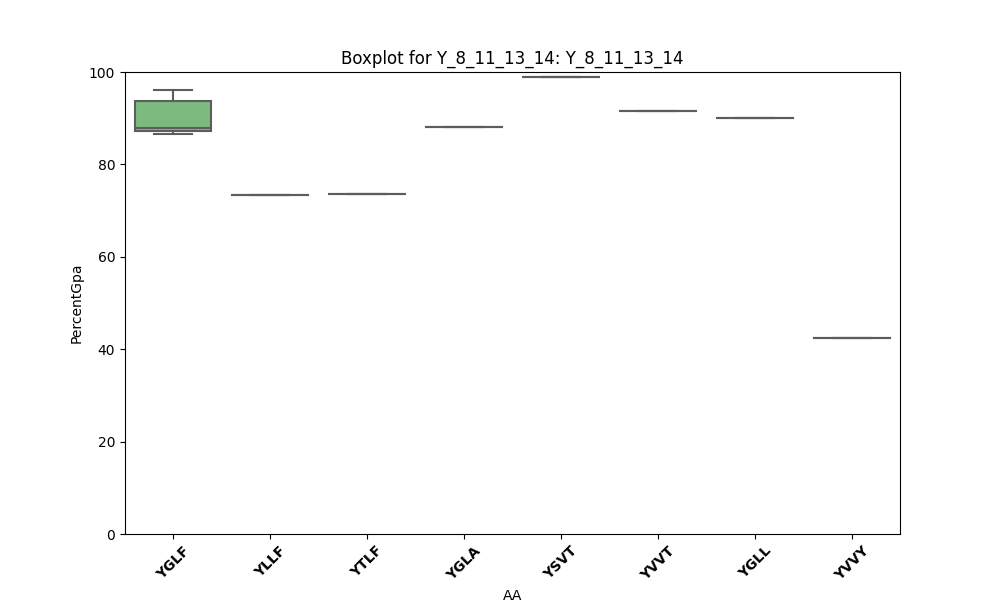 Boxplot for Y_8_11_13_14: Y_8_11_13_14
100
80
60
40
20
0
PercentGpa
YGLF
YLLF
YTLF
YGLA
YSVT
YVVT
YGLL
YVVY
AA